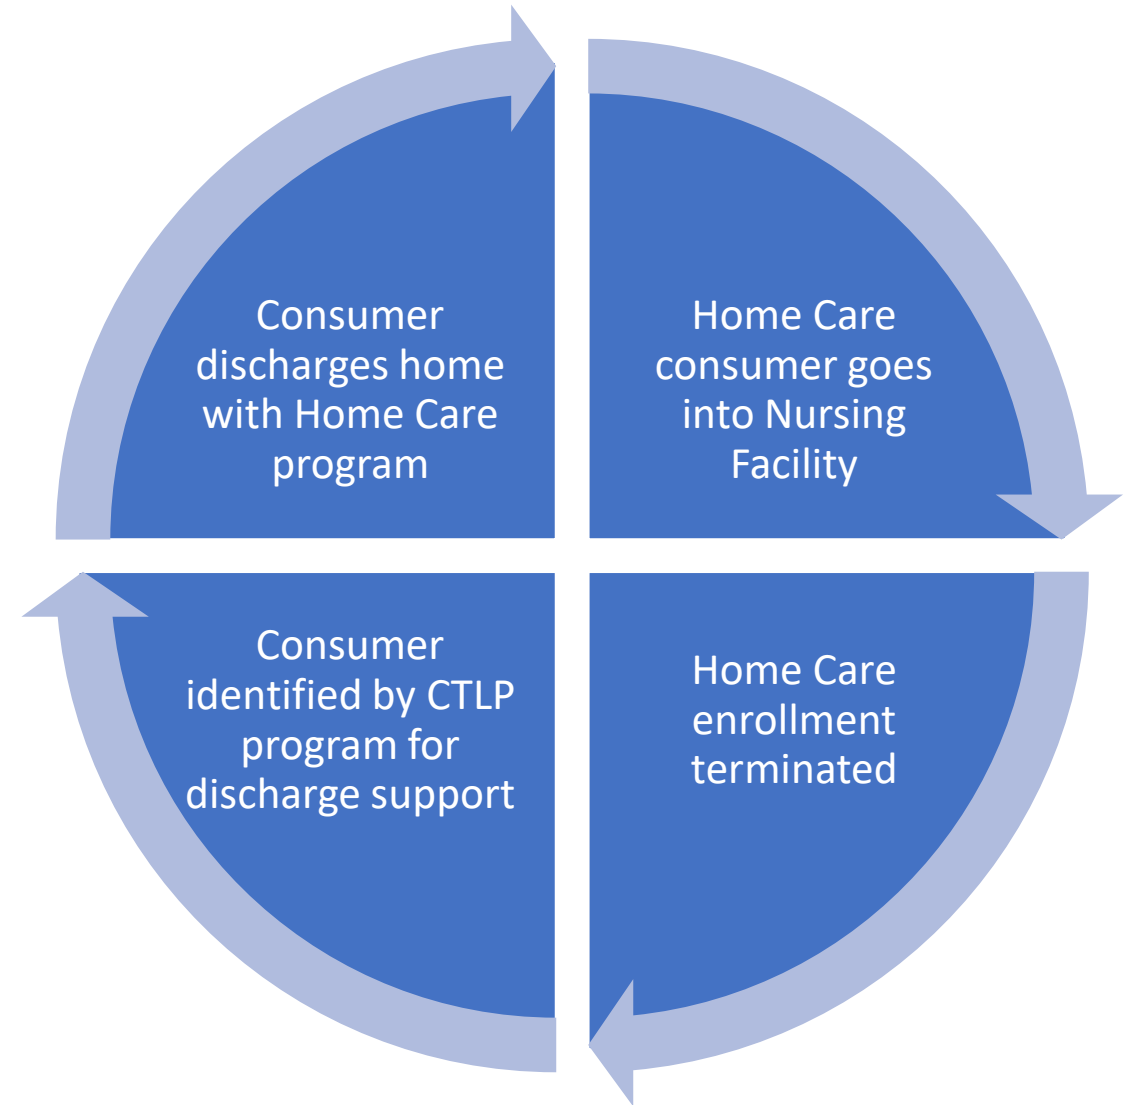 Consumer
discharges home
with Home Care
program
Home Care
consumer goes
into Nursing
Facility
Consumer
identified by CTLP
program for
discharge support
Home Care
enrollment
terminated